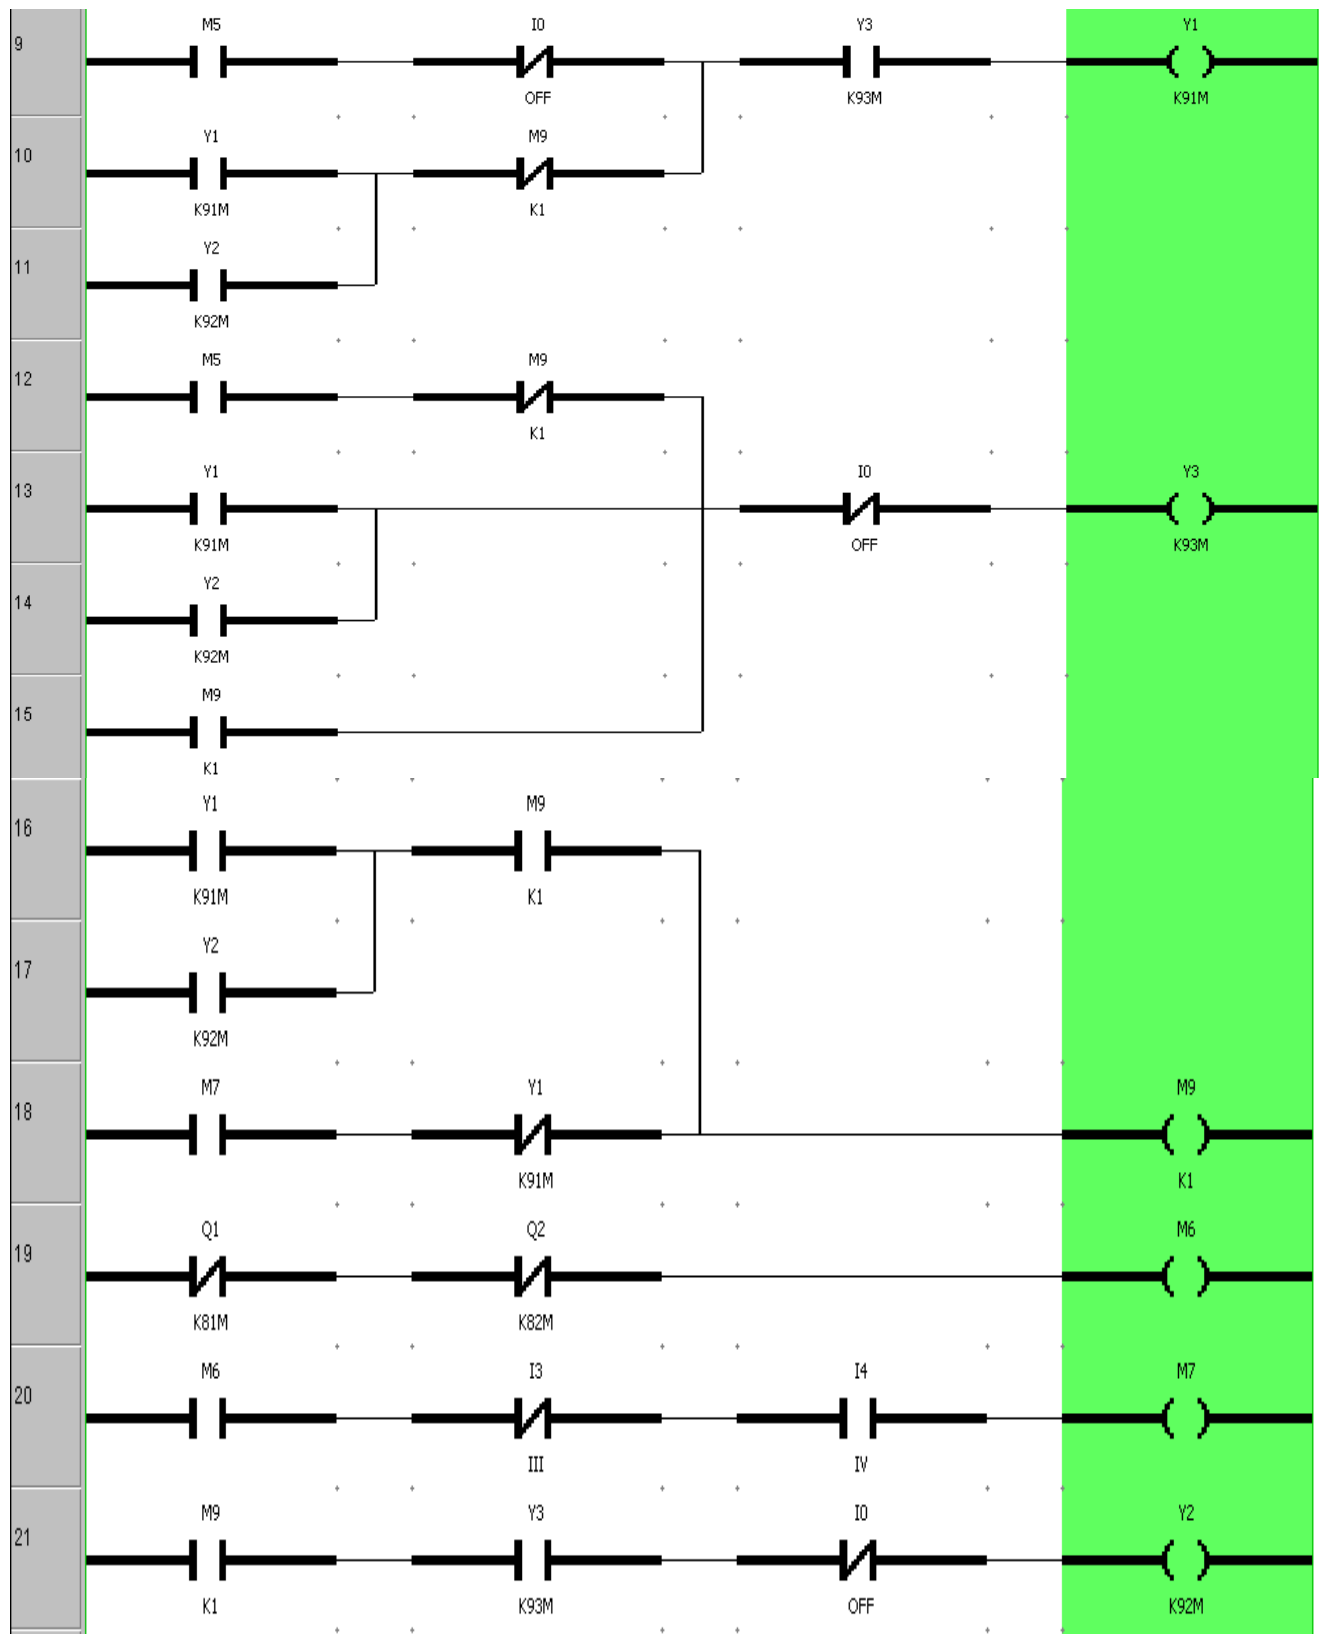 9
M5 I0 Y3 Y1
OFF K93M K91M
10
Y1 M9
K91M K1
11
Y2
K92M
12
M5 M9
K1
13
Y1 I0 Y3
K91M OFF K93M
14
Y2
K92M
15
M9
K1
16
Y1 M9
K91M K1
17
Y2
K92M
18
M7 Y1 M9
K91M K1
19
Q1 Q2 M6
K81M K82M
20
M6 I3 I4 M7
III IV
21
M9 Y3 I0 Y2
K1 K93M OFF K92M